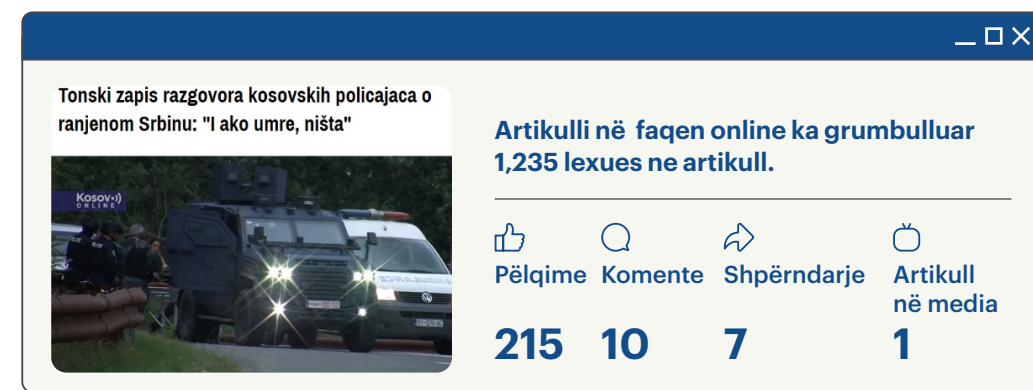 Tonski zapis razgovora kosovskih policajaca o
ranjenom Srbinu: "I ako umre, ništa"
Kosov
ONLINE
Artikulli në faqen online ka grumbulluar
1,235 lexues ne artikull.
Pëlqime
Komente
Shpërndarje
Artikull
në media
215
10
7
1